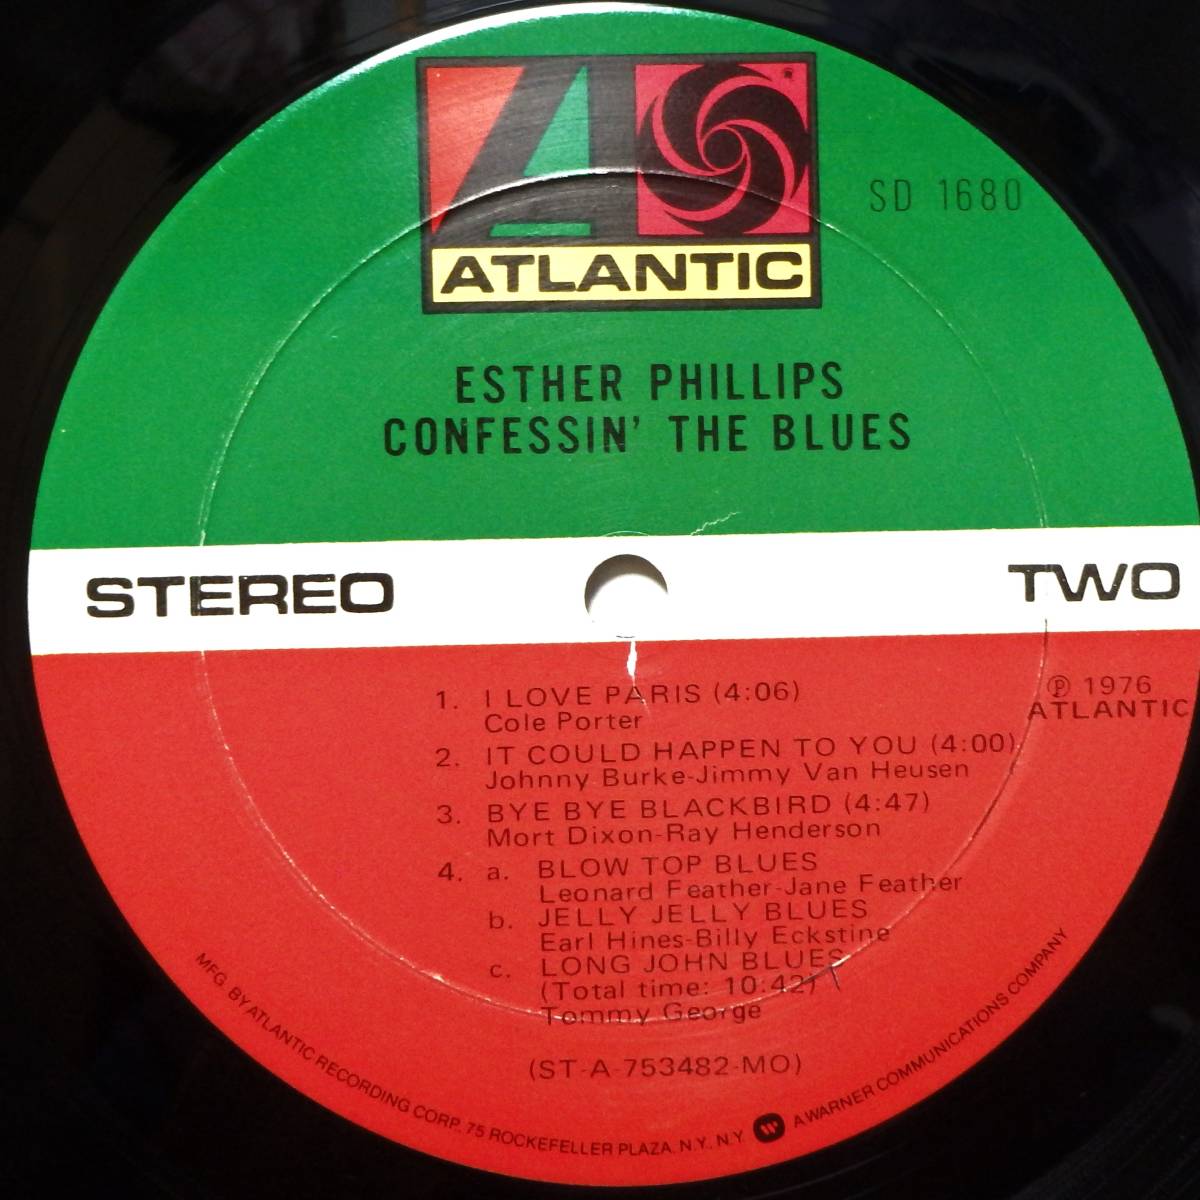 SD 1680
ATLANTIC
ESTHER PHILLIPS
CONFESSIN' THE BLUES
STEREO
TWO
℗ 1976
ATLANTIC
1. I LOVE PARIS (4:06)
Cole Porter
2. IT COULD HAPPEN TO YOU (4:00)
Johnny Burke-Jimmy Van Heusen
3. BYE BYE BLACKBIRD (4:47)
Mort Dixon-Ray Henderson
4. a. BLOW TOP BLUES
Leonard Feather-Jane Feather
b. JELLY JELLY BLUES
Earl Hines-Billy Eckstine
c. LONG JOHN BLUES
(Total time: 10:42)
Tommy George
(ST-A-753482-MO)
MFG. BY ATLANTIC RECORDING CORP., 75 ROCKEFELLER PLAZA, N.Y., N.Y. A WARNER COMMUNICATIONS COMPANY